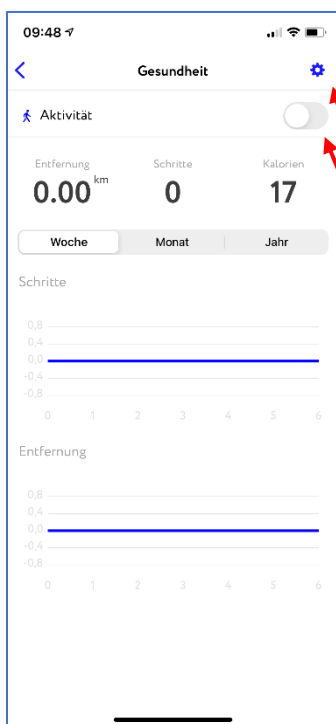 09:48
Gesundheit
Aktivität
Entfernung Schritte Kalorien
0.00 km 0 17
Woche Monat Jahr
Schritte
0,8
0,4
0,0
-0,4
-0,8
0 1 2 3 4 5 6
Entfernung
0,8
0,4
0,0
-0,4
-0,8
0 1 2 3 4 5 6